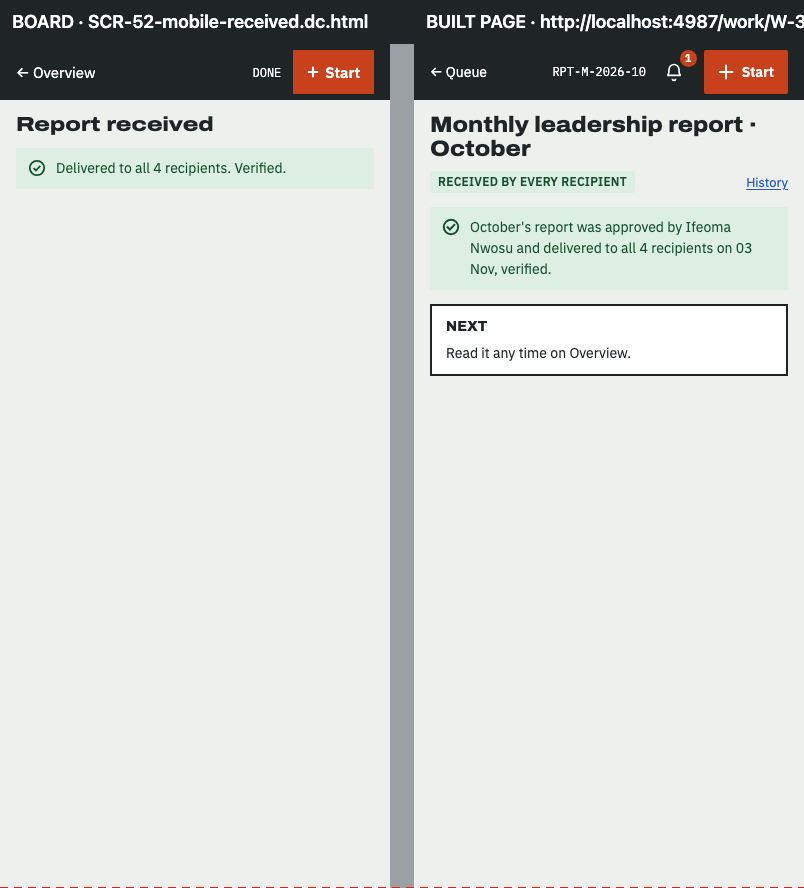 BOARD · SCR-52-mobile-received.dc.html
← Overview
DONE
+ Start
Report received
Delivered to all 4 recipients. Verified.
BUILT PAGE · http://localhost:4987/work/W-3
← Queue
RPT-M-2026-10
1
+ Start
Monthly leadership report ·
October
RECEIVED BY EVERY RECIPIENT
History
October's report was approved by Ifeoma
Nwosu and delivered to all 4 recipients on 03
Nov, verified.
NEXT
Read it any time on Overview.